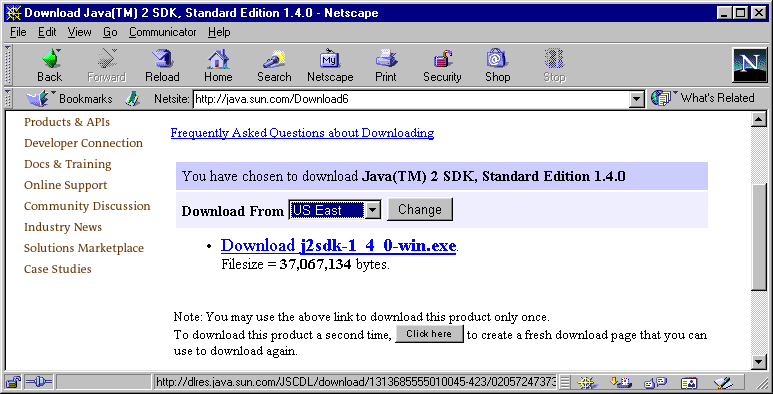 Download Java(TM) 2 SDK, Standard Edition 1.4.0 - Netscape
File Edit View Go Communicator Help
Back Forward Reload Home Search Netscape Print Security Shop Stop
Bookmarks Netsite: http://java.sun.com/Download6 What's Related
Products & APIs
Developer Connection
Docs & Training
Online Support
Community Discussion
Industry News
Solutions Marketplace
Case Studies
Frequently Asked Questions about Downloading
You have chosen to download Java(TM) 2 SDK, Standard Edition 1.4.0
Download From US East Change
• Download j2sdk-1_4_0-win.exe.
Filesize = 37,067,134 bytes.
Note: You may use the above link to download this product only once.
To download this product a second time, Click here to create a fresh download page that you can
use to download again.
http://dlres.java.sun.com/JSCDL/download/1313685555010045-423/02057247373